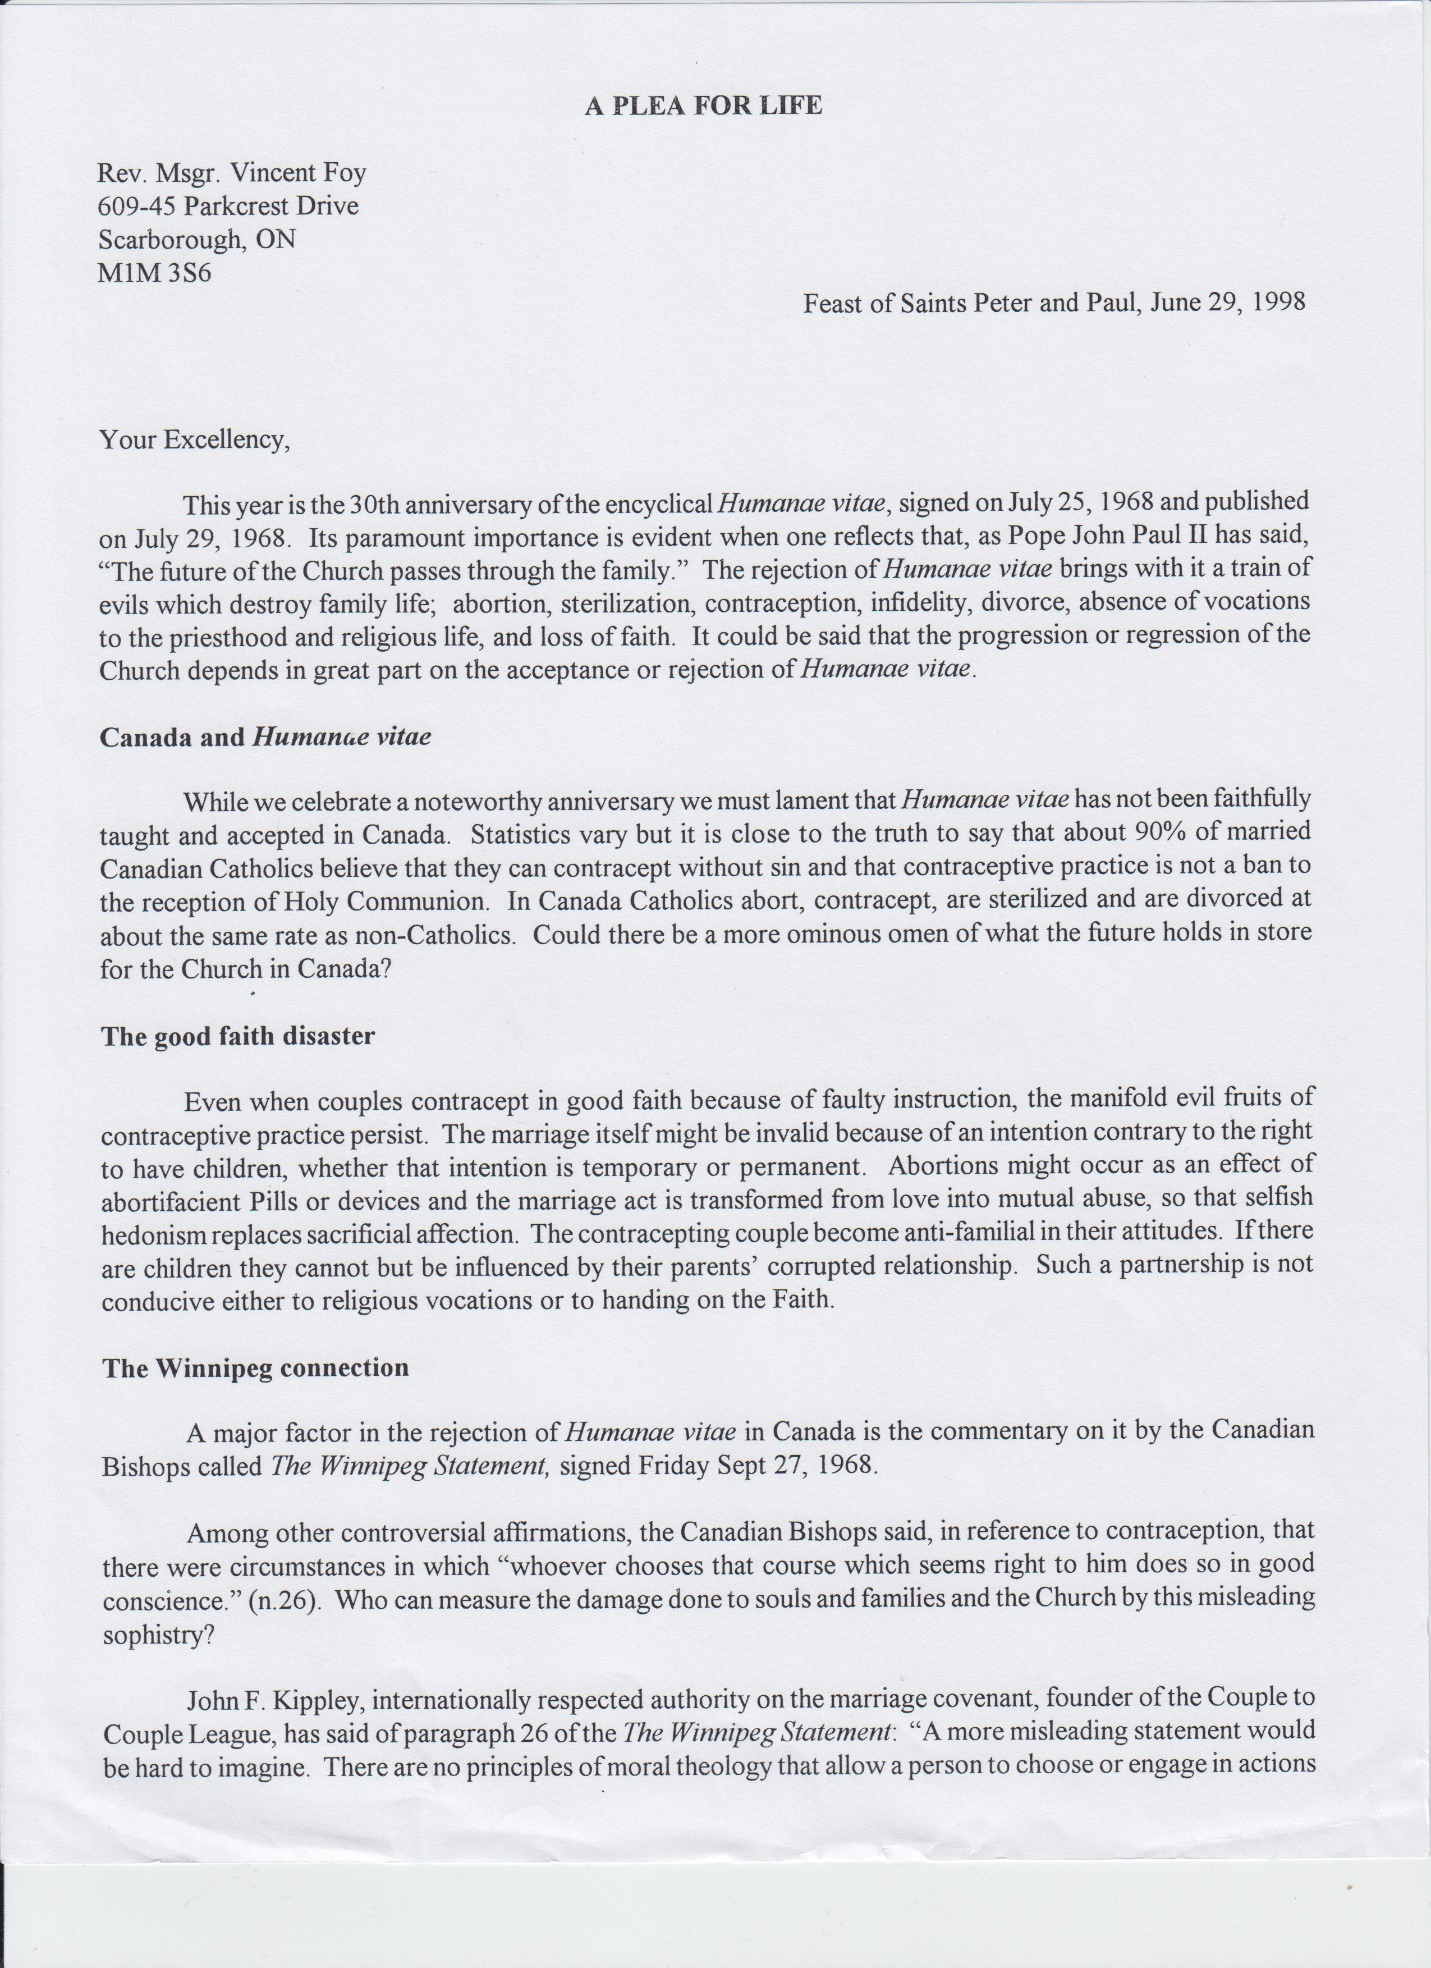 A PLEA FOR LIFE
Rev. Msgr. Vincent Foy
609-45 Parkcrest Drive
Scarborough, ON
M1M 3S6
Feast of Saints Peter and Paul, June 29, 1998
Your Excellency,
This year is the 30th anniversary of the encyclical Humanae vitae, signed on July 25, 1968 and published
on July 29, 1968. Its paramount importance is evident when one reflects that, as Pope John Paul II has said,
“The future of the Church passes through the family.” The rejection of Humanae vitae brings with it a train of
evils which destroy family life; abortion, sterilization, contraception, infidelity, divorce, absence of vocations
to the priesthood and religious life, and loss of faith. It could be said that the progression or regression of the
Church depends in great part on the acceptance or rejection of Humanae vitae.
Canada and Humanae vitae
While we celebrate a noteworthy anniversary we must lament that Humanae vitae has not been faithfully
taught and accepted in Canada. Statistics vary but it is close to the truth to say that about 90% of married
Canadian Catholics believe that they can contracept without sin and that contraceptive practice is not a ban to
the reception of Holy Communion. In Canada Catholics abort, contracept, are sterilized and are divorced at
about the same rate as non-Catholics. Could there be a more ominous omen of what the future holds in store
for the Church in Canada?
The good faith disaster
Even when couples contracept in good faith because of faulty instruction, the manifold evil fruits of
contraceptive practice persist. The marriage itself might be invalid because of an intention contrary to the right
to have children, whether that intention is temporary or permanent. Abortions might occur as an effect of
abortifacient Pills or devices and the marriage act is transformed from love into mutual abuse, so that selfish
hedonism replaces sacrificial affection. The contracepting couple become anti-familial in their attitudes. If there
are children they cannot but be influenced by their parents’ corrupted relationship. Such a partnership is not
conducive either to religious vocations or to handing on the Faith.
The Winnipeg connection
A major factor in the rejection of Humanae vitae in Canada is the commentary on it by the Canadian
Bishops called The Winnipeg Statement, signed Friday Sept 27, 1968.
Among other controversial affirmations, the Canadian Bishops said, in reference to contraception, that
there were circumstances in which “whoever chooses that course which seems right to him does so in good
conscience.” (n.26). Who can measure the damage done to souls and families and the Church by this misleading
sophistry?
John F. Kippley, internationally respected authority on the marriage covenant, founder of the Couple to
Couple League, has said of paragraph 26 of the The Winnipeg Statement: “A more misleading statement would
be hard to imagine. There are no principles of moral theology that allow a person to choose or engage in actions